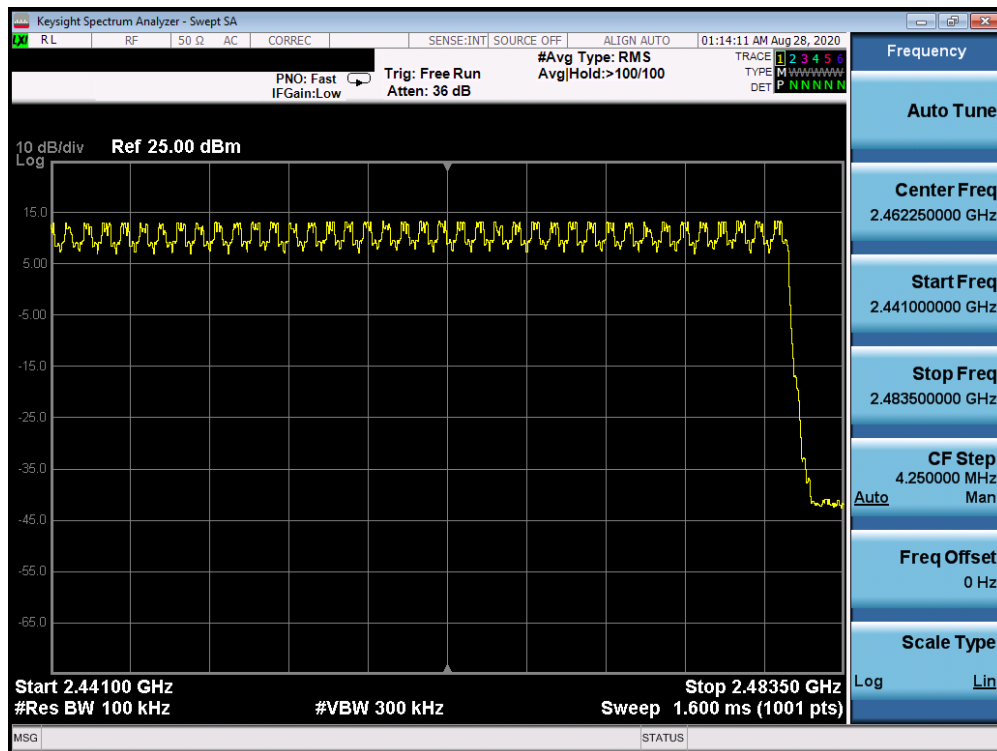 Keysight Spectrum Analyzer - Swept SA
LXI RL RF 50 Ω AC CORREC SENSE:INT SOURCE OFF ALIGN AUTO 01:14:11 AM Aug 28, 2020
PNO: Fast
IFGain:Low
Trig: Free Run
Atten: 36 dB
#Avg Type: RMS
Avg|Hold:>100/100
TRACE 1 2 3 4 5 6
TYPE M WWWWW
DET P N N N N N
10 dB/div
Log
Ref 25.00 dBm
15.0
5.00
-5.00
-15.0
-25.0
-35.0
-45.0
-55.0
-65.0
Start 2.44100 GHz
Stop 2.48350 GHz
#Res BW 100 kHz
#VBW 300 kHz
Sweep 1.600 ms (1001 pts)
MSG
STATUS
Frequency
Auto Tune
Center Freq
2.462250000 GHz
Start Freq
2.441000000 GHz
Stop Freq
2.483500000 GHz
CF Step
4.250000 MHz
Auto Man
Freq Offset
0 Hz
Scale Type
Log Lin